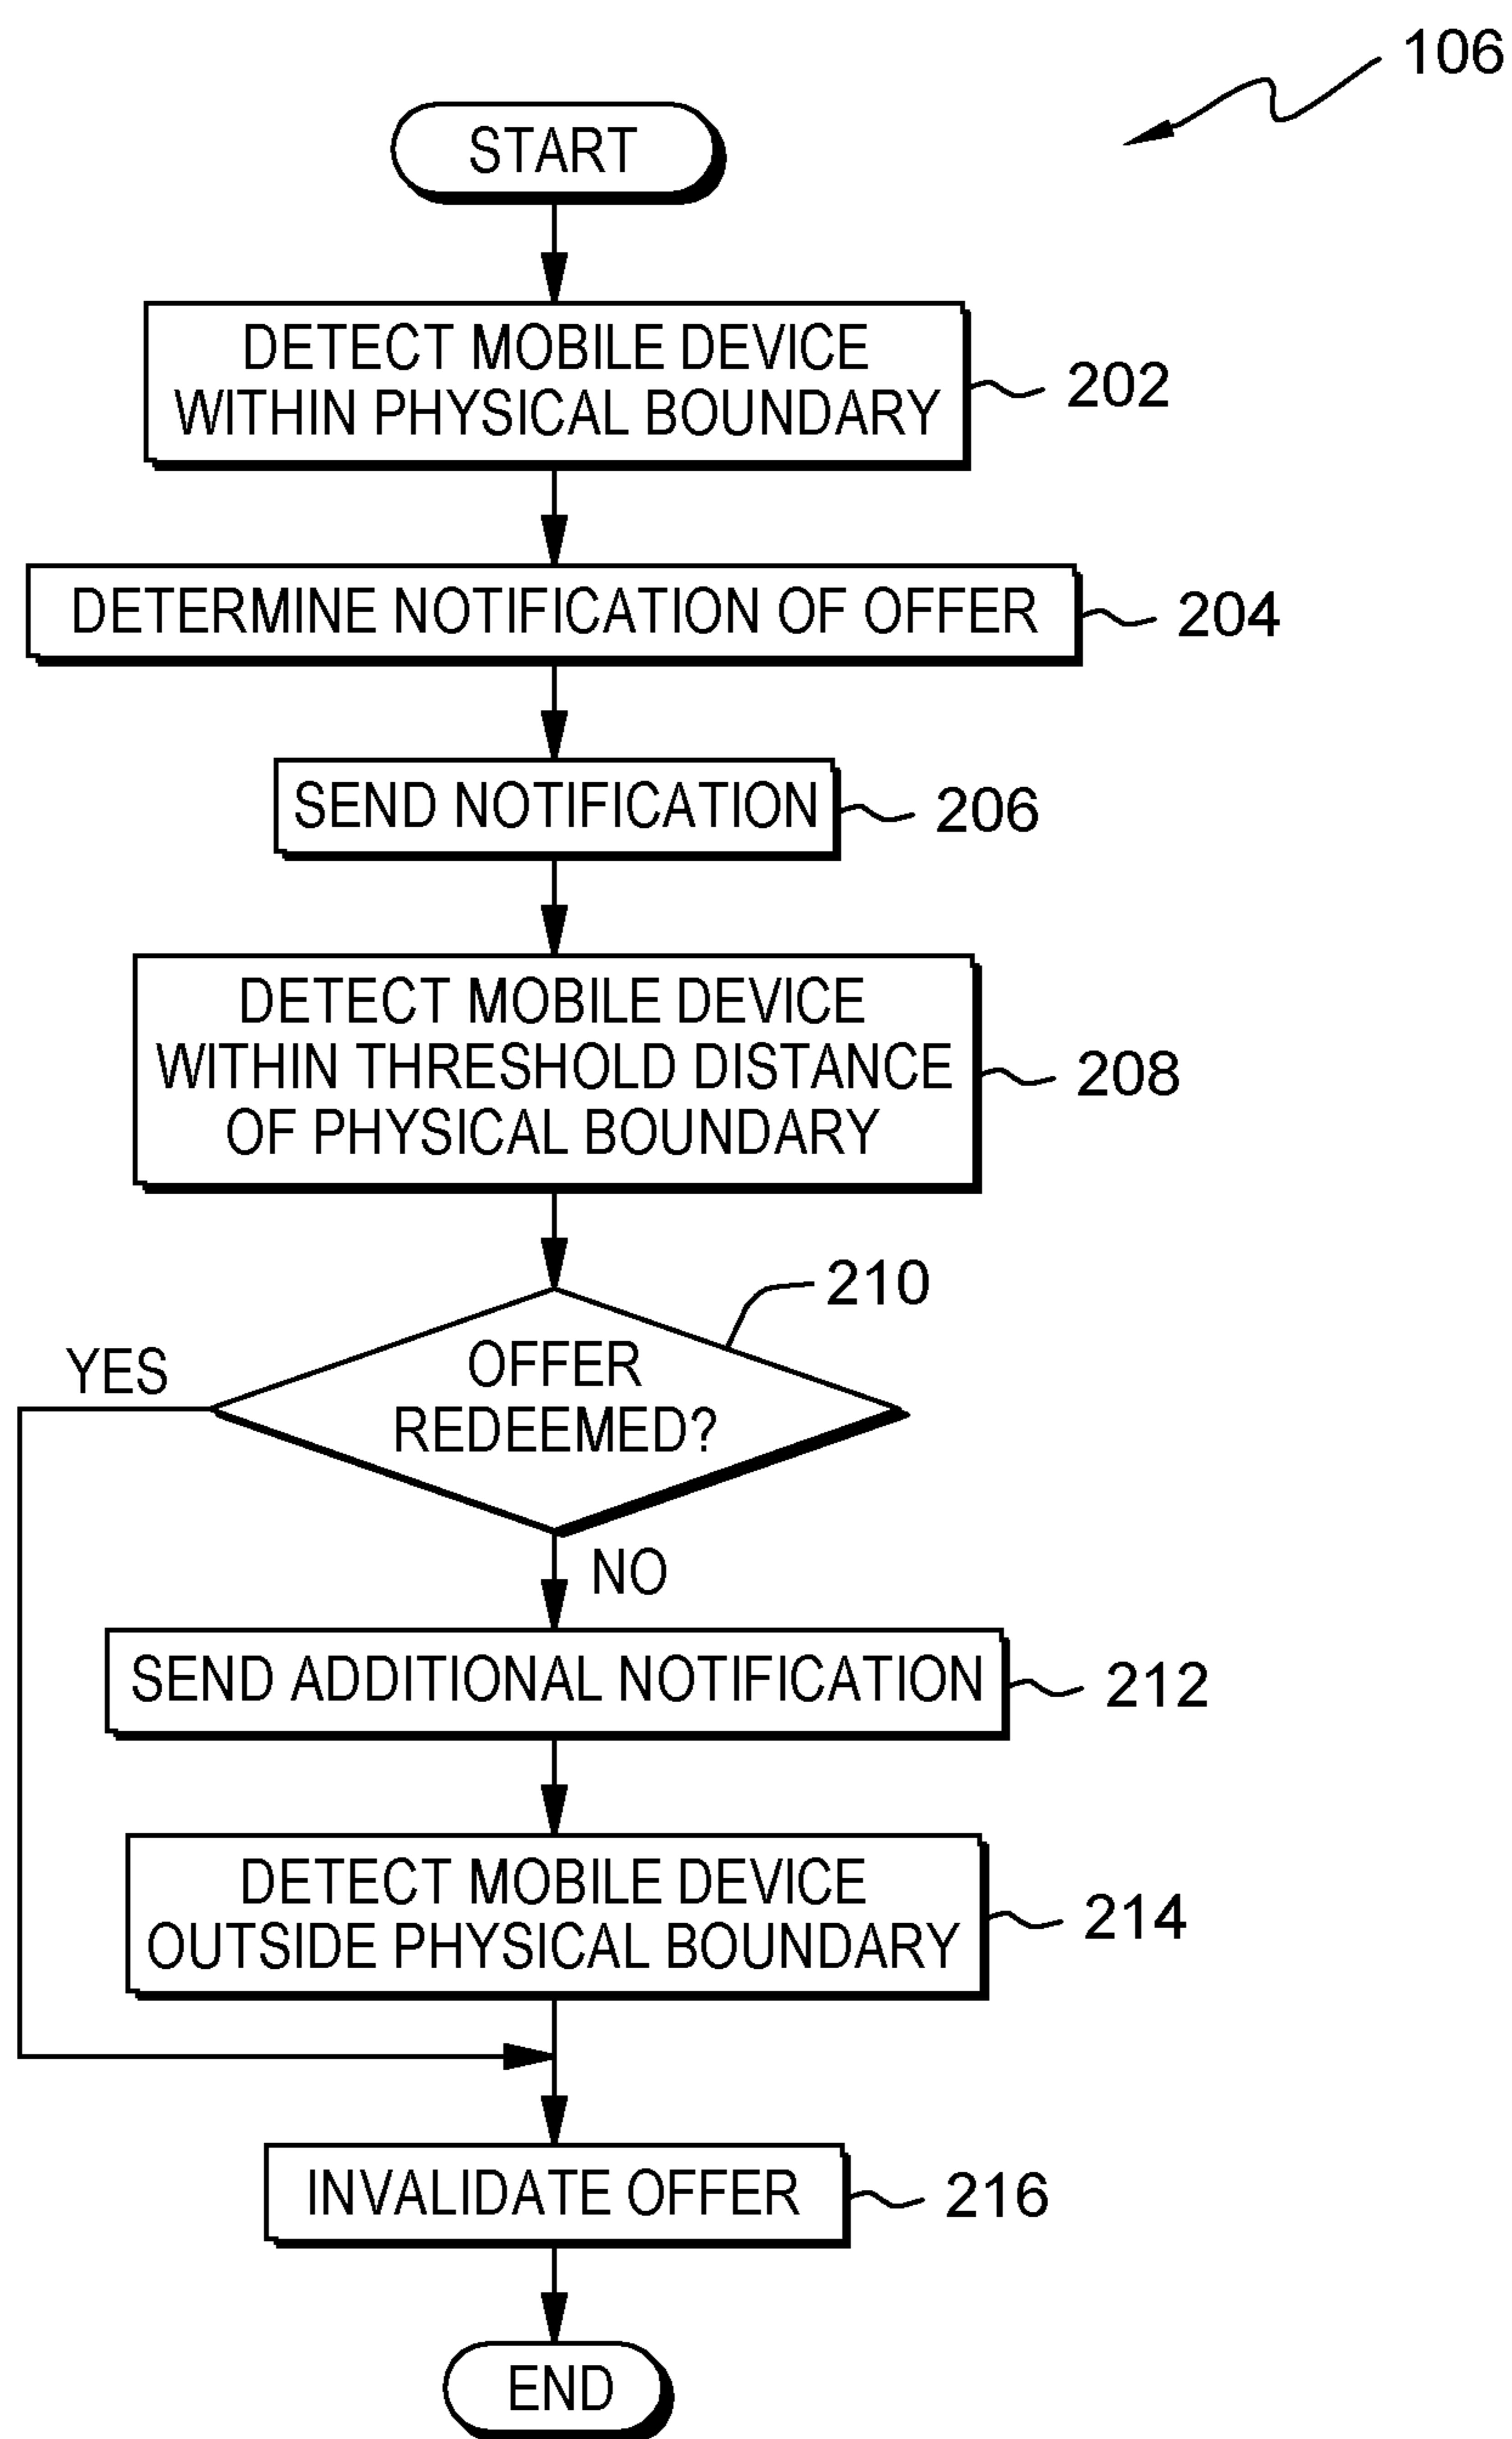 106
START
DETECT MOBILE DEVICE
WITHIN PHYSICAL BOUNDARY
202
DETERMINE NOTIFICATION OF OFFER
204
SEND NOTIFICATION
206
DETECT MOBILE DEVICE
WITHIN THRESHOLD DISTANCE
OF PHYSICAL BOUNDARY
208
210
OFFER
REDEEMED?
YES
NO
SEND ADDITIONAL NOTIFICATION
212
DETECT MOBILE DEVICE
OUTSIDE PHYSICAL BOUNDARY
214
INVALIDATE OFFER
216
END